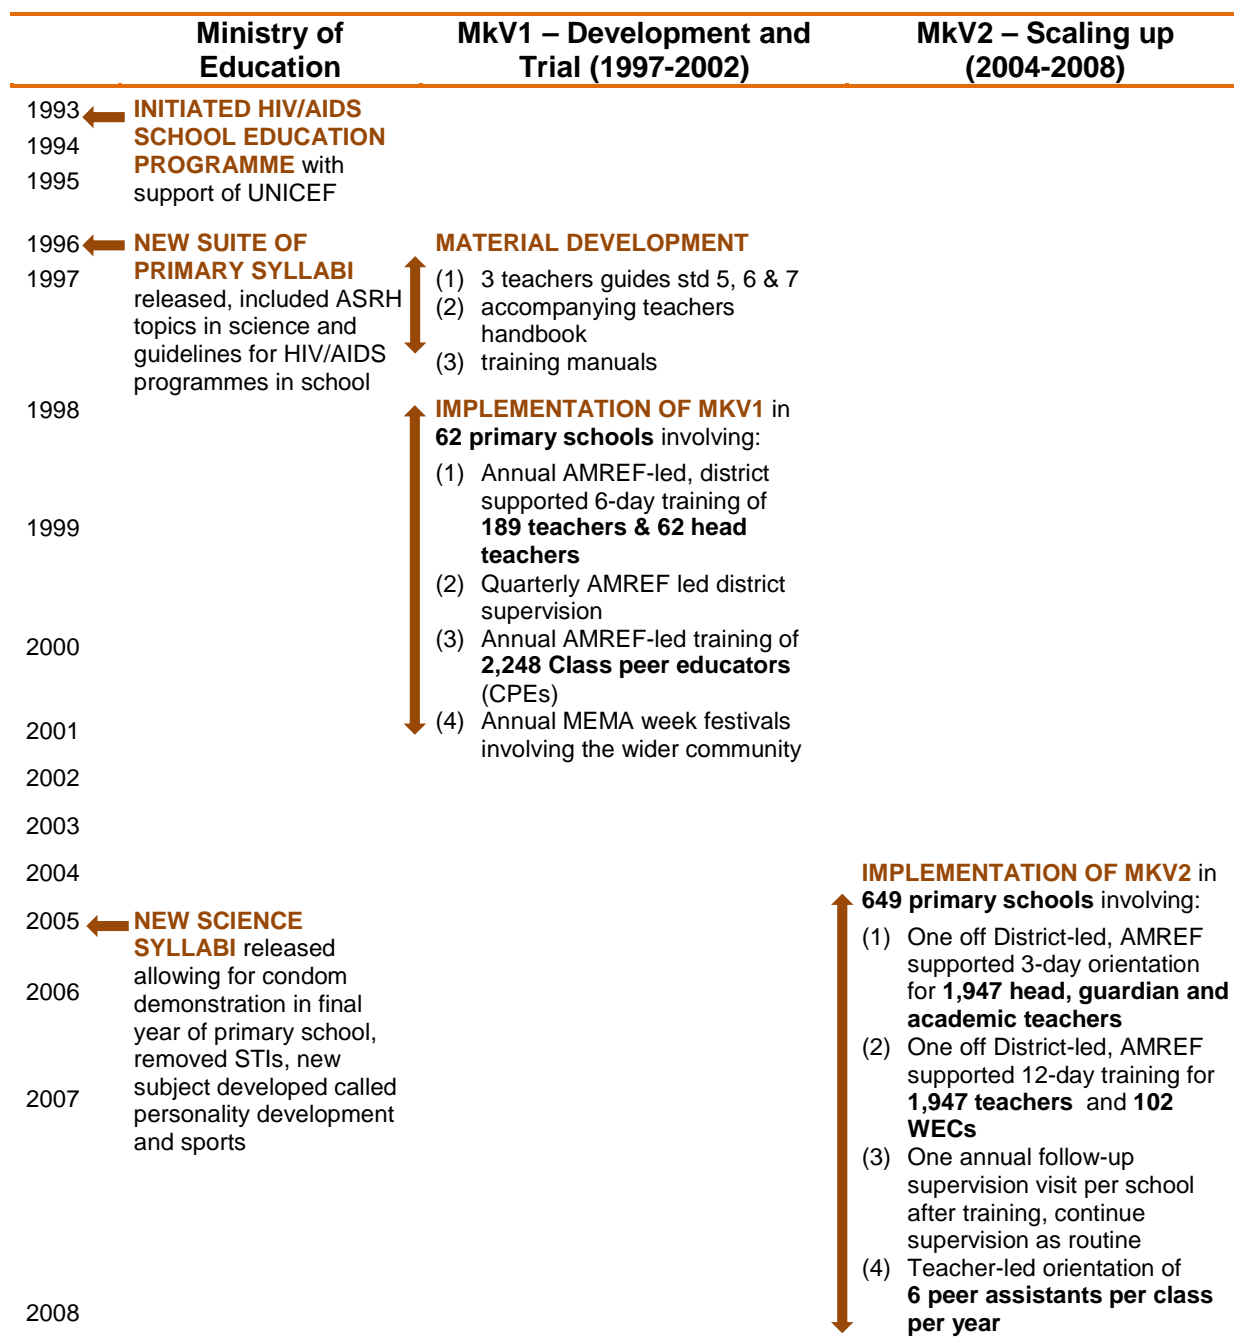 Ministry of
Education
MkV1 – Development and
Trial (1997-2002)
MkV2 – Scaling up
(2004-2008)
1993
1994
1995
INITIATED HIV/AIDS
SCHOOL EDUCATION
PROGRAMME with
support of UNICEF
1996
1997
NEW SUITE OF
PRIMARY SYLLABI
released, included ASRH
topics in science and
guidelines for HIV/AIDS
programmes in school
MATERIAL DEVELOPMENT
(1) 3 teachers guides std 5, 6 & 7
(2) accompanying teachers
handbook
(3) training manuals
1998
1999
2000
2001
IMPLEMENTATION OF MKV1 in
62 primary schools involving:
(1) Annual AMREF-led, district
supported 6-day training of
189 teachers & 62 head
teachers
(2) Quarterly AMREF led district
supervision
(3) Annual AMREF-led training of
2,248 Class peer educators
(CPEs)
(4) Annual MEMA week festivals
involving the wider community
2002
2003
2004
2005
2006
2007
2008
NEW SCIENCE
SYLLABI released
allowing for condom
demonstration in final
year of primary school,
removed STIs, new
subject developed called
personality development
and sports
IMPLEMENTATION OF MKV2 in
649 primary schools involving:
(1) One off District-led, AMREF
supported 3-day orientation
for 1,947 head, guardian and
academic teachers
(2) One off District-led, AMREF
supported 12-day training for
1,947 teachers and 102
WECs
(3) One annual follow-up
supervision visit per school
after training, continue
supervision as routine
(4) Teacher-led orientation of
6 peer assistants per class
per year